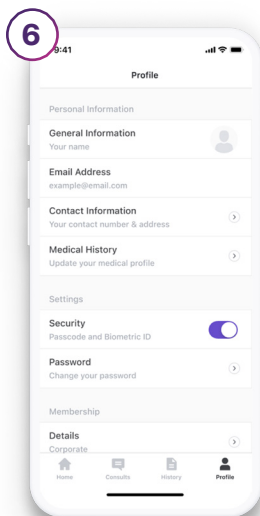 6
9:41
Profile
Personal Information
General Information
Your name
Email Address
example@email.com
Contact Information
Your contact number & address
Medical History
Update your medical profile
Settings
Security
Passcode and Biometric ID
Password
Change your password
Membership
Details
Corporate
Home Consults History Profile